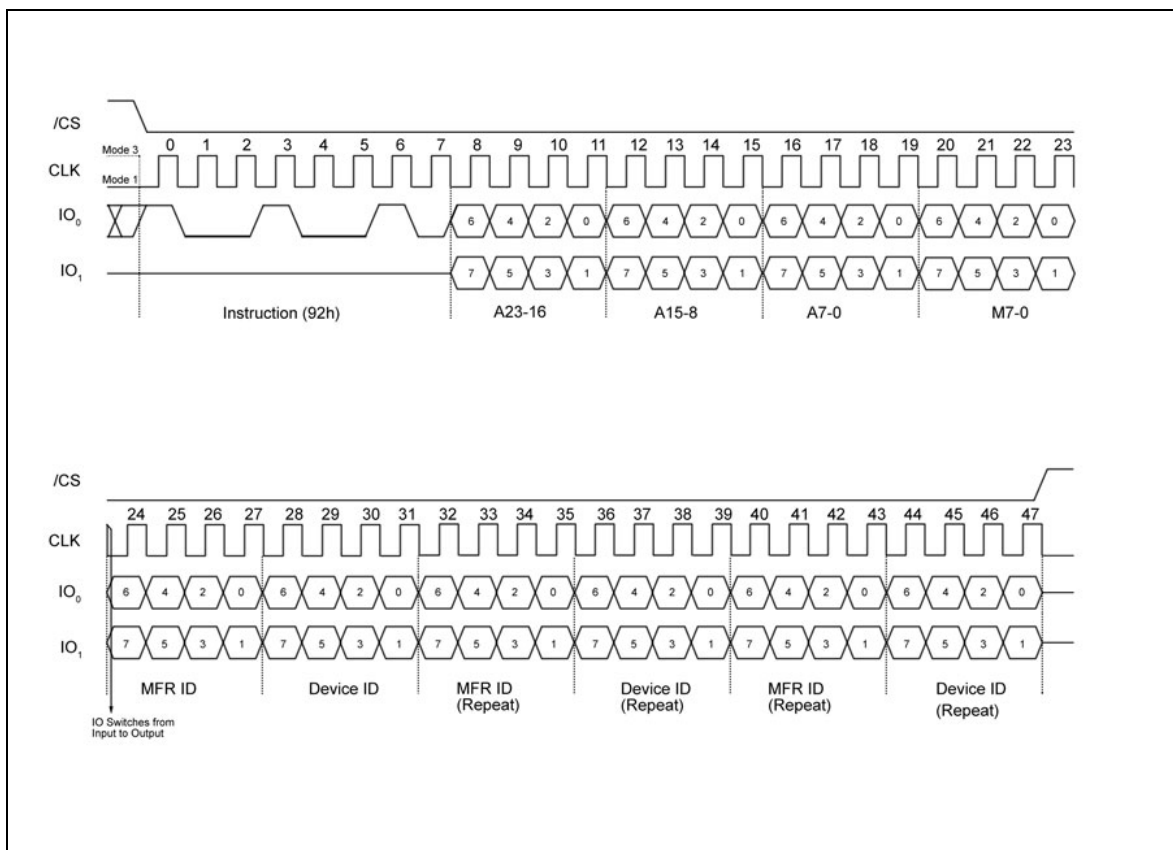 /CS
0 1 2 3 4 5 6 7 8 9 10 11 12 13 14 15 16 17 18 19 20 21 22 23
Mode 3
CLK
Mode 1
IO0 6 4 2 0 6 4 2 0 6 4 2 0 6 4 2 0
IO1 7 5 3 1 7 5 3 1 7 5 3 1 7 5 3 1
Instruction (92h) A23-16 A15-8 A7-0 M7-0
/CS
24 25 26 27 28 29 30 31 32 33 34 35 36 37 38 39 40 41 42 43 44 45 46 47
CLK
IO0 6 4 2 0 6 4 2 0 6 4 2 0 6 4 2 0 6 4 2 0 6 4 2 0
IO1 7 5 3 1 7 5 3 1 7 5 3 1 7 5 3 1 7 5 3 1 7 5 3 1
MFR ID Device ID MFR ID Device ID MFR ID Device ID
(Repeat) (Repeat) (Repeat) (Repeat)
IO Switches from
Input to Output